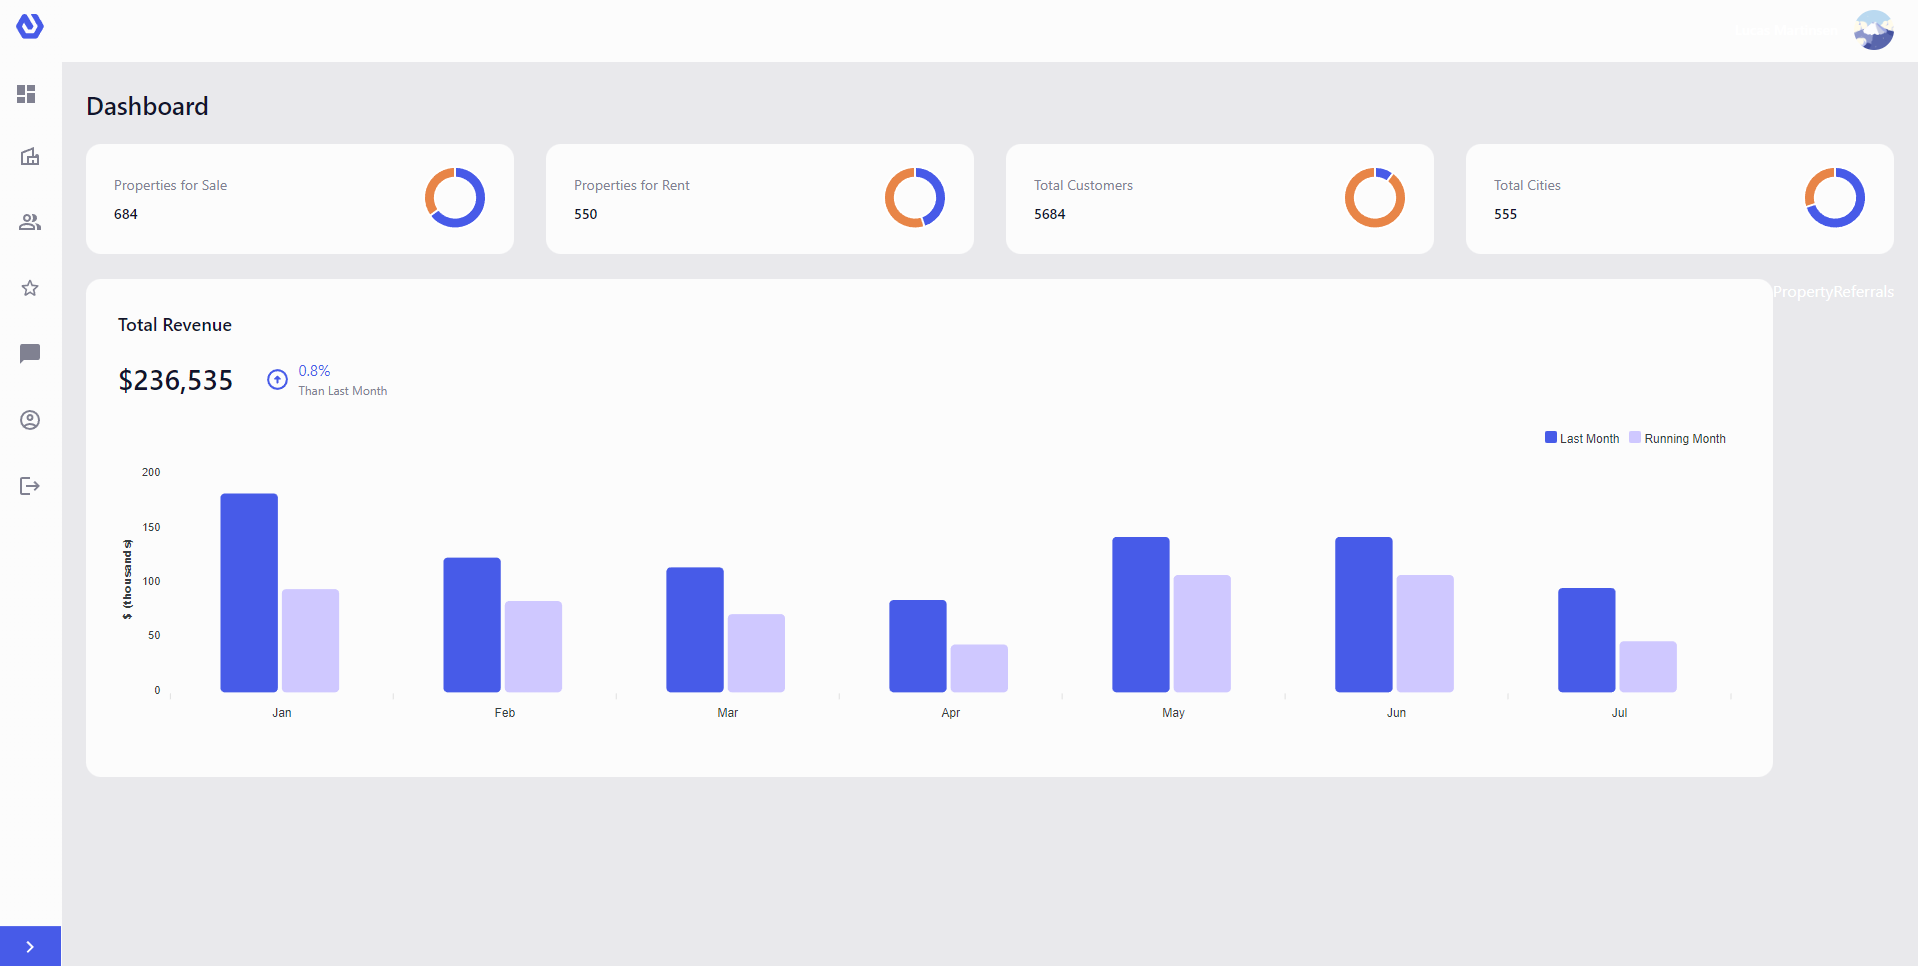 Dashboard
Properties for Sale
684
Properties for Rent
550
Total Customers
5684
Total Cities
555
PropertyReferrals
Total Revenue
$236,535
0.8%
Than Last Month
Last Month
Running Month
$ (thousands)
200
150
100
50
0
Jan
Feb
Mar
Apr
May
Jun
Jul